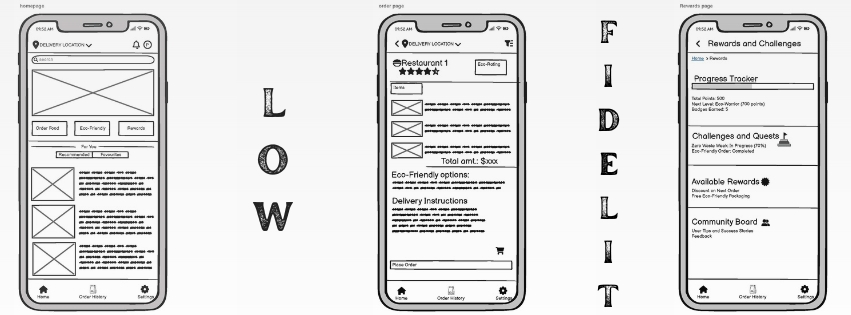 homepage
09:52 AM
DELIVERY LOCATION
P
search
Order Food
Eco-Friendly
Rewards
For You
Recommended
Favourites
Home
Order History
Settings
L
O
W
order page
09:52 AM
DELIVERY LOCATION
Restaurant 1
Eco-Rating
items
Total amt.: $xxx
Eco-Friendly options:
Delivery Instructions
Place Order
Home
Order History
Settings
F
I
D
E
L
I
T
Rewards page
09:52 AM
Rewards and Challenges
Home > Rewards
Progress Tracker
Total Points: 500
Next Level: Eco-Warrior (700 points)
Badges Earned: 5
Challenges and Quests
Zero Waste Week: In Progress (70%)
Eco-Friendly Order: Completed
Available Rewards
Discount on Next Order
Free Eco-Friendly Packaging
Community Board
User Tips and Success Stories
Feedback
Home
Order History
Settings